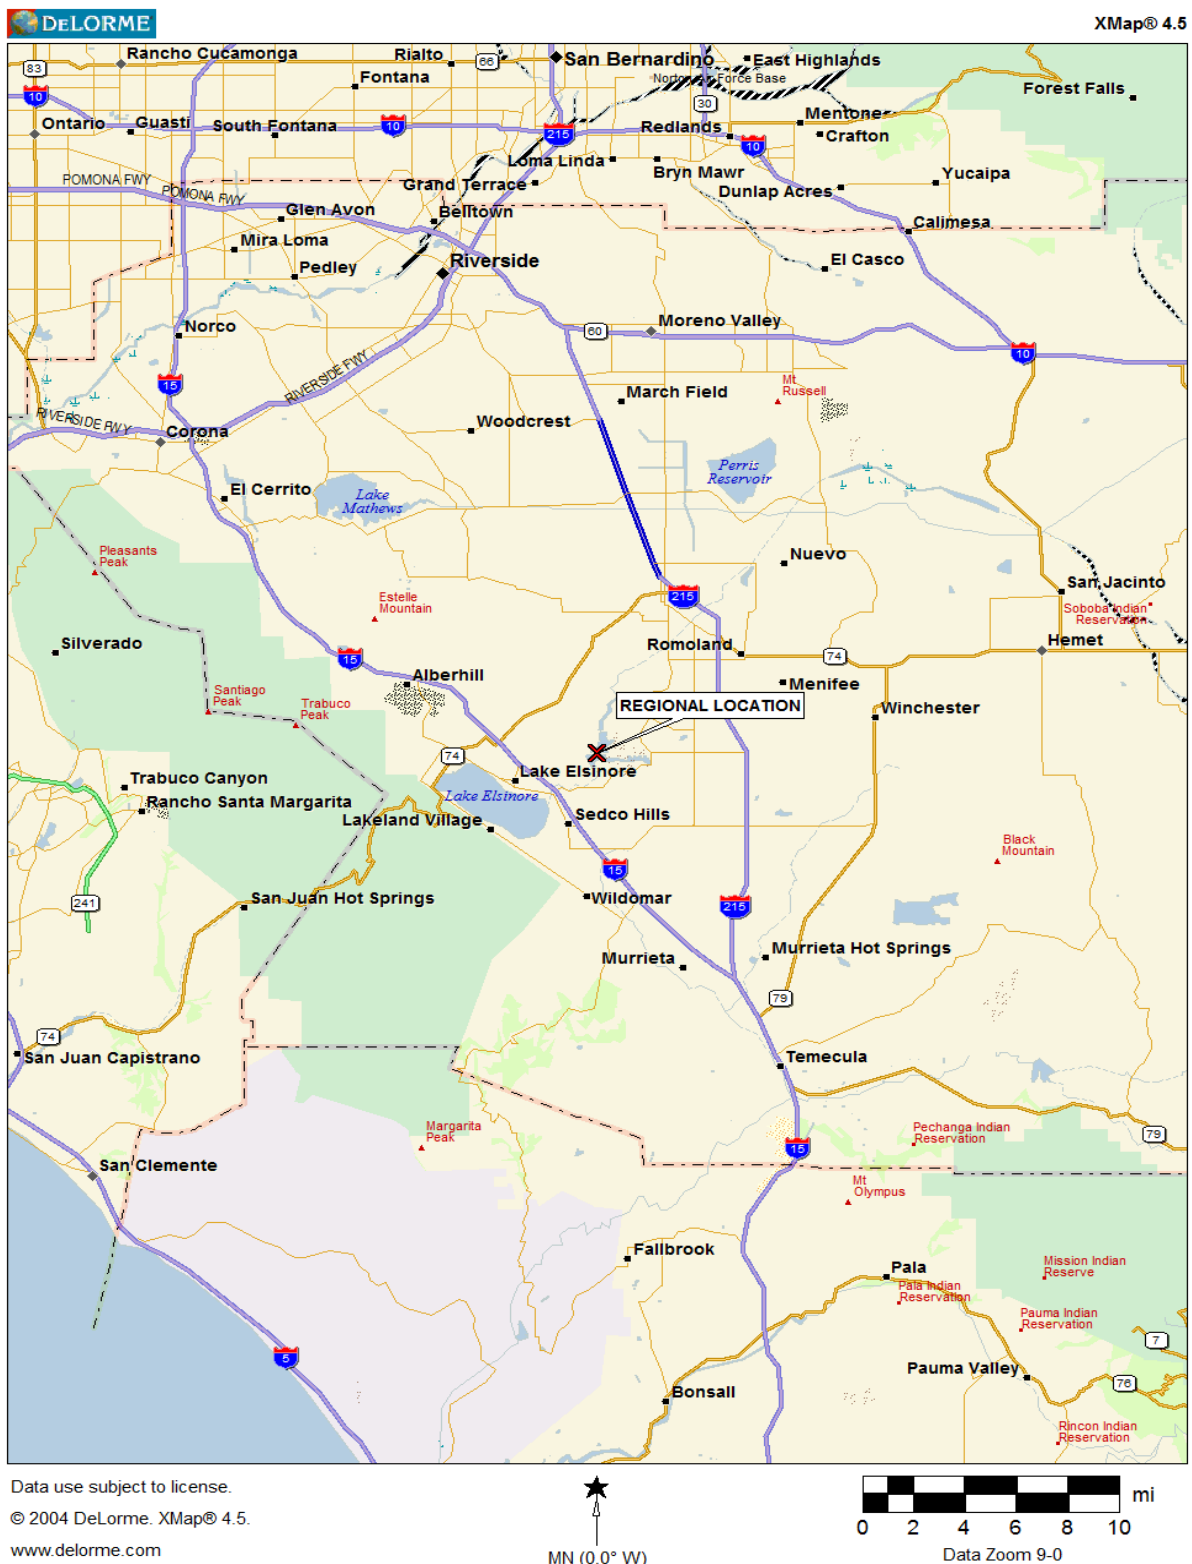 DELORME
XMap® 4.5
Rancho Cucamonga
Rialto
66
San Bernardino
East Highlands
83
Fontana
Norton Air Force Base
10
30
Forest Falls
Ontario
Guasti
South Fontana
10
215
Redlands
Mentone
Crafton
10
Loma Linda
Bryn Mawr
Yucaipa
POMONA FWY
POMONA FWY
Grand Terrace
Dunlap Acres
Glen Avon
Belltown
Calimesa
Mira Loma
Pedley
Riverside
El Casco
Norco
60
Moreno Valley
10
15
RIVERSIDE FWY
March Field
Mt
Russell
RIVERSIDE FWY
Corona
Woodcrest
El Cerrito
Lake
Mathews
Perris
Reservoir
Pleasants
Peak
Nuevo
San Jacinto
Estelle
Mountain
215
Soboba Indian
Reservation
Silverado
Romoland
74
Hemet
15
Alberhill
Menifee
Santiago
Peak
Trabuco
Peak
REGIONAL LOCATION
Winchester
74
Trabuco Canyon
Lake Elsinore
Rancho Santa Margarita
Lake Elsinore
Lakeland Village
Sedco Hills
Black
Mountain
15
241
San Juan Hot Springs
Wildomar
215
Murrieta
Murrieta Hot Springs
79
74
San Juan Capistrano
Temecula
Margarita
Peak
Pechanga Indian
Reservation
79
15
San Clemente
Mt
Olympus
Fallbrook
Pala
Mission Indian
Reserve
Pala Indian
Reservation
Pauma Indian
Reservation
7
5
Pauma Valley
76
Bonsall
Rincon Indian
Reservation
Data use subject to license.
© 2004 DeLorme. XMap® 4.5.
www.delorme.com
MN (0.0° W)
mi
0 2 4 6 8 10
Data Zoom 9-0